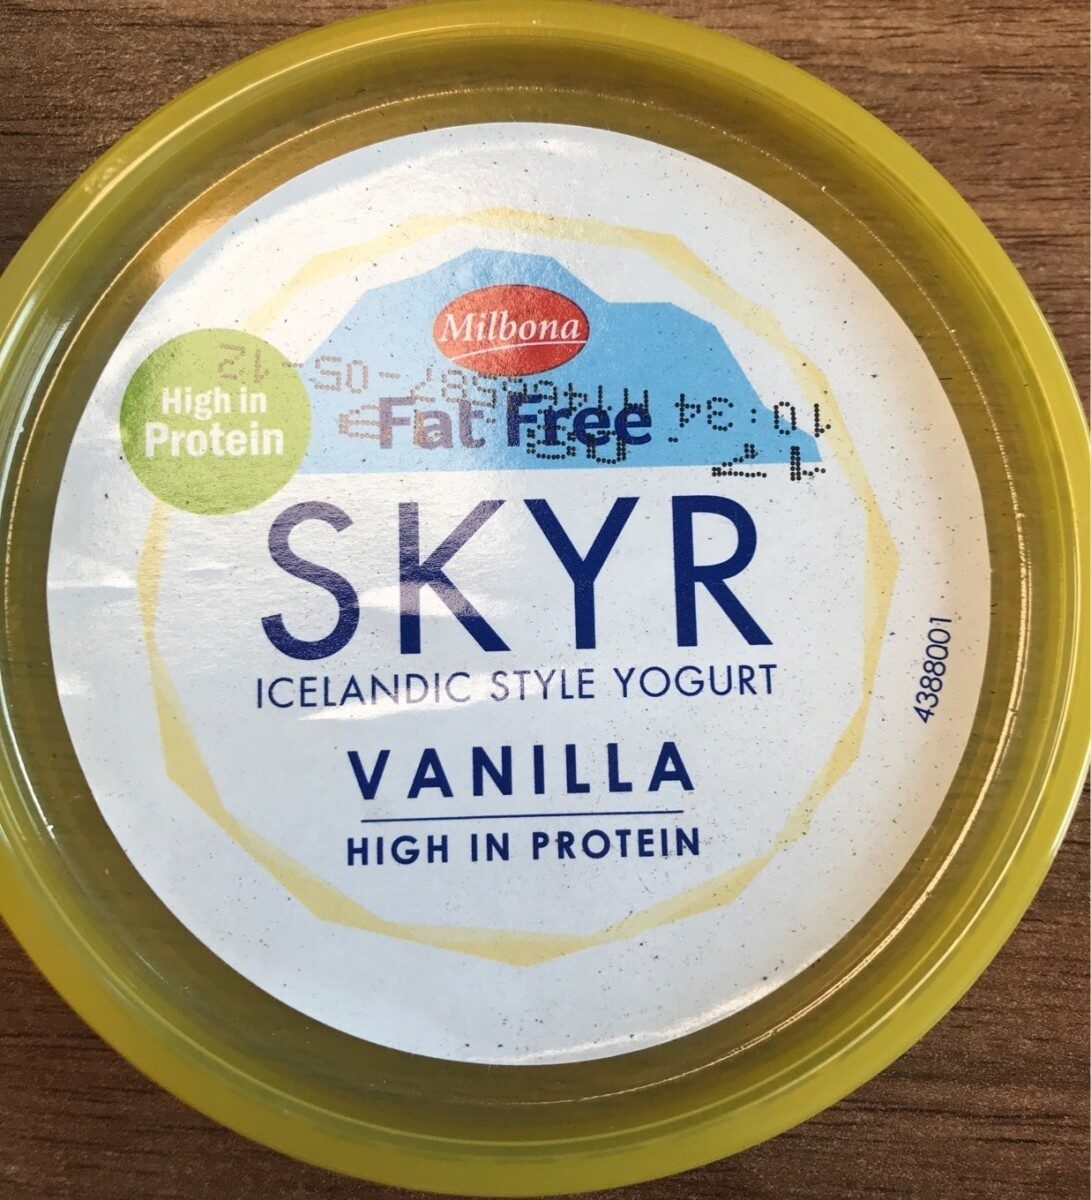 Milbona
High in
Protein
Fat Free
SKYR
ICELANDIC STYLE YOGURT
VANILLA
HIGH IN PROTEIN
4388001